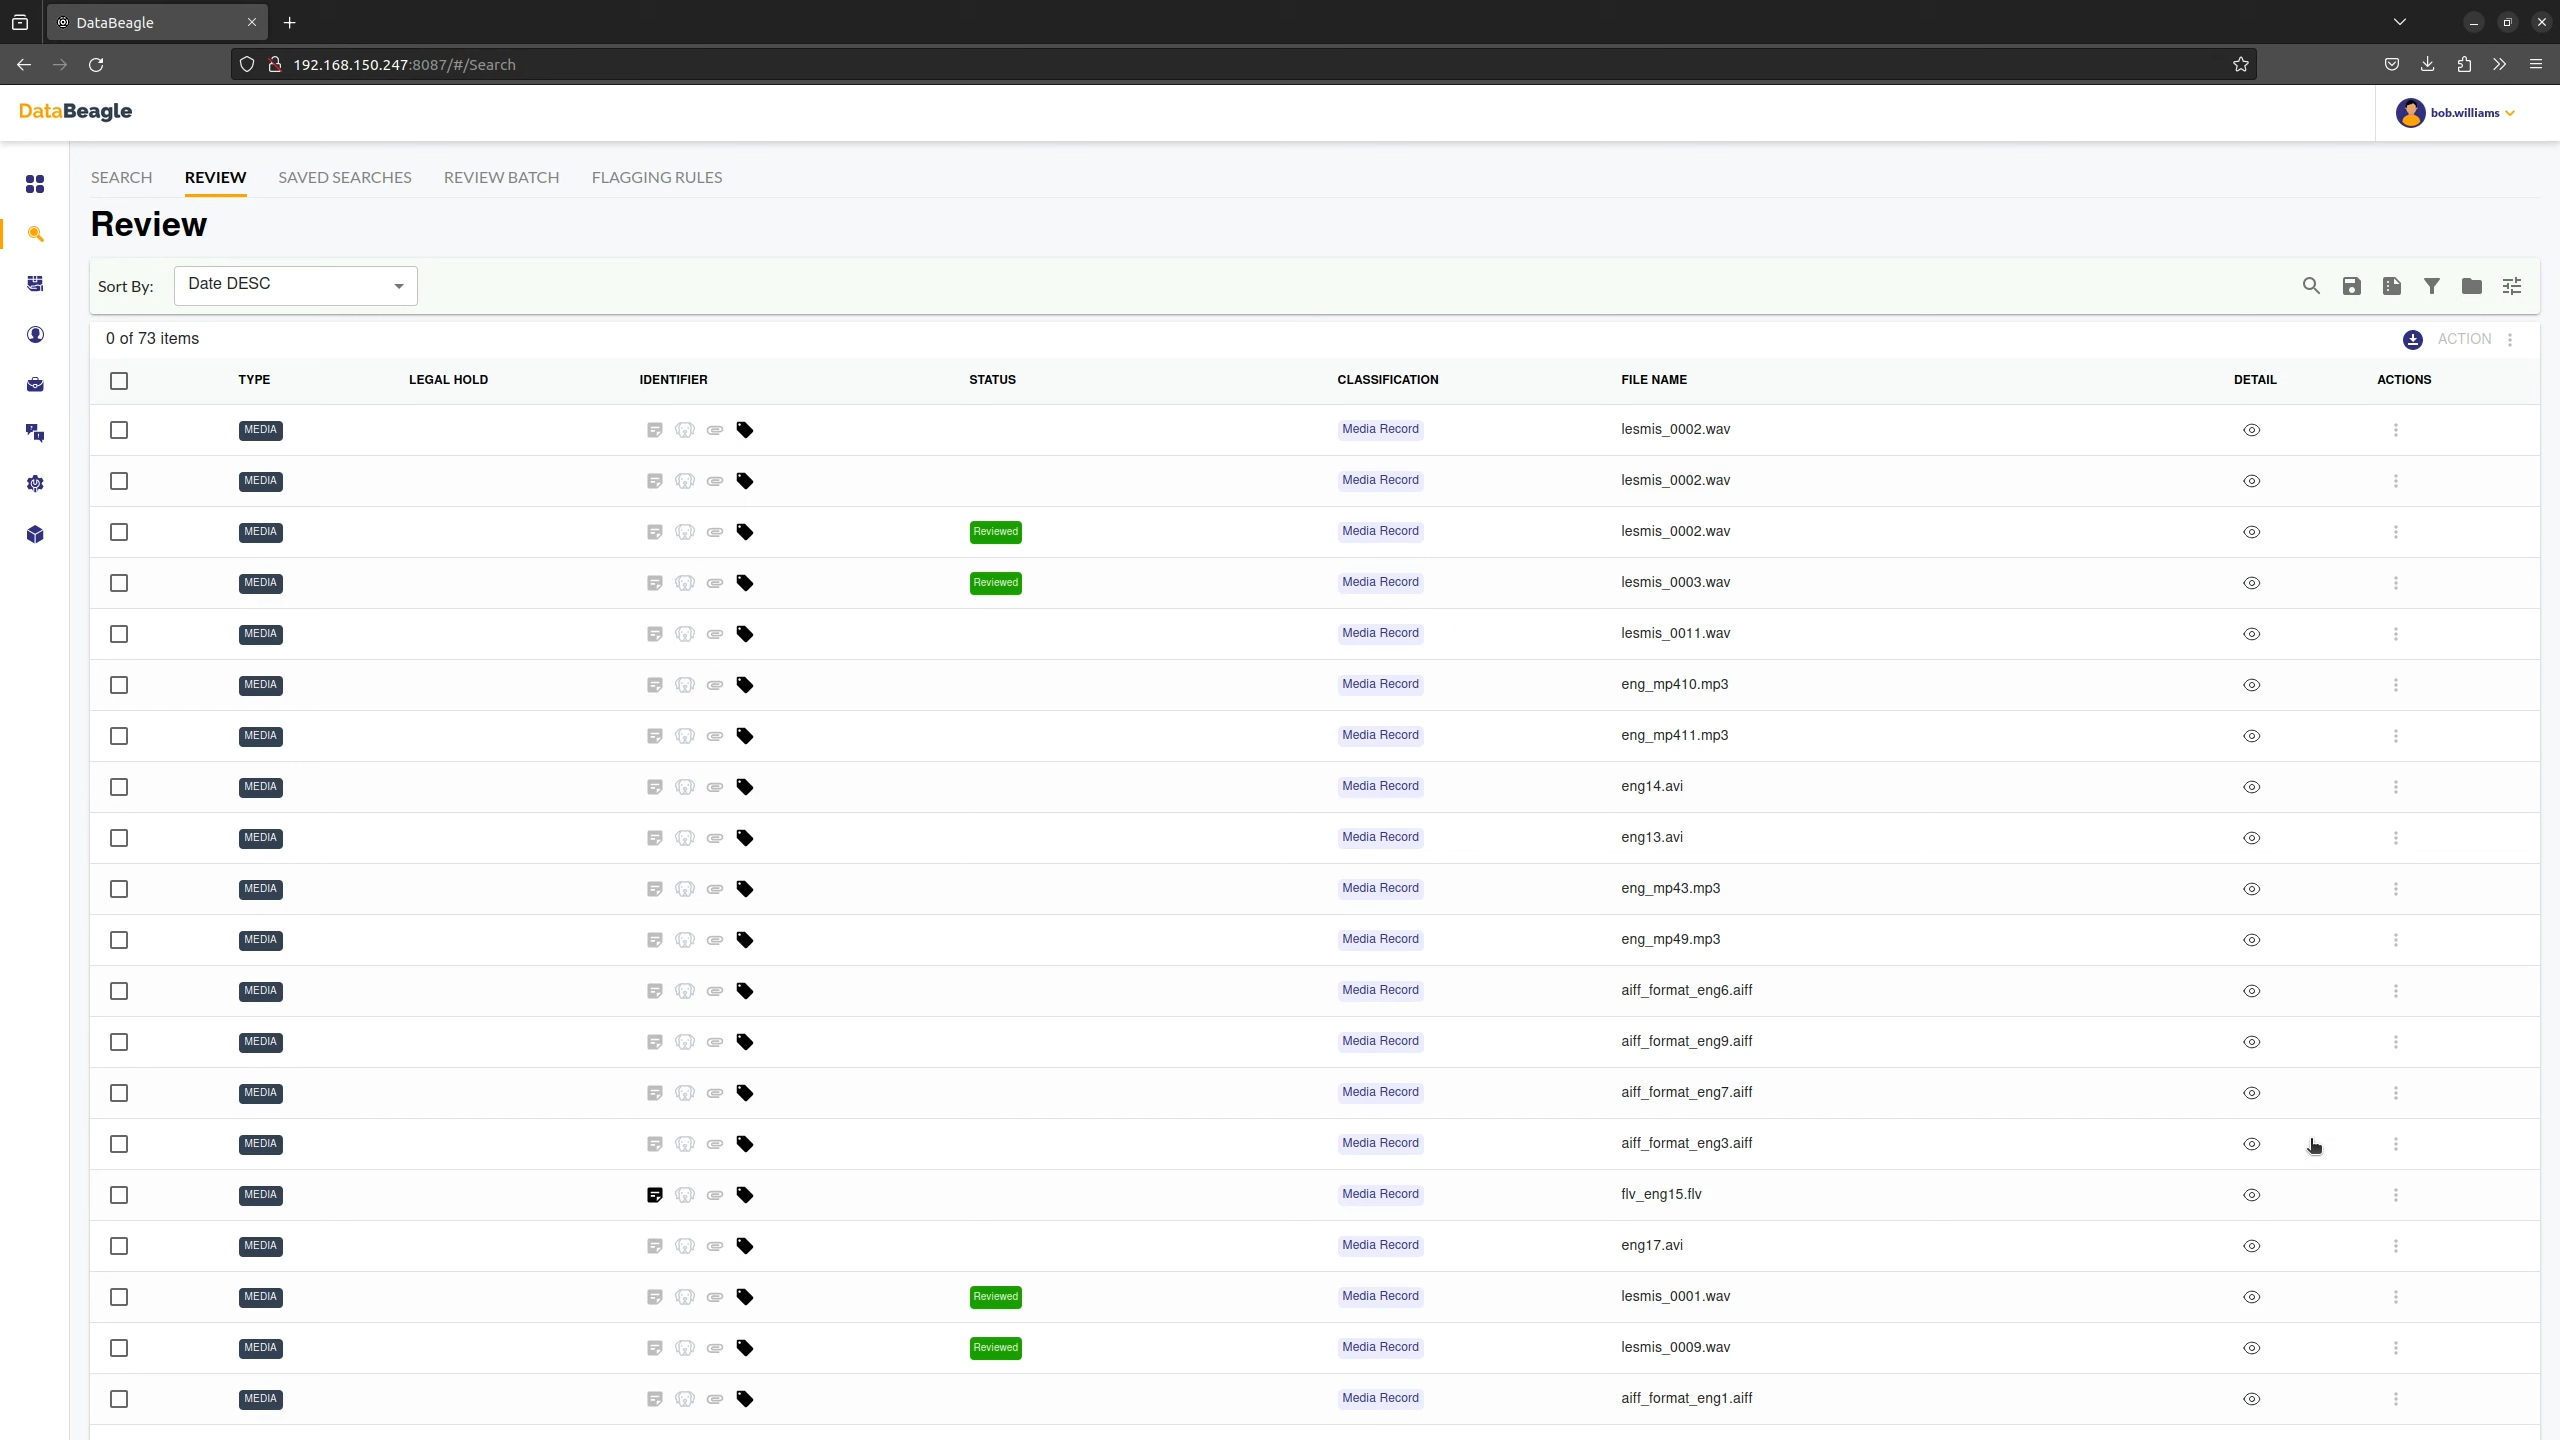 DataBeagle
192.168.150.247:8087/#/Search
DataBeagle
bob.williams
SEARCH REVIEW SAVED SEARCHES REVIEW BATCH FLAGGING RULES
Review
Sort By: Date DESC
0 of 73 items ACTION
TYPE LEGAL HOLD IDENTIFIER STATUS CLASSIFICATION FILE NAME DETAIL ACTIONS
MEDIA Media Record lesmis_0002.wav
MEDIA Media Record lesmis_0002.wav
MEDIA Reviewed Media Record lesmis_0002.wav
MEDIA Reviewed Media Record lesmis_0003.wav
MEDIA Media Record lesmis_0011.wav
MEDIA Media Record eng_mp410.mp3
MEDIA Media Record eng_mp411.mp3
MEDIA Media Record eng14.avi
MEDIA Media Record eng13.avi
MEDIA Media Record eng_mp43.mp3
MEDIA Media Record eng_mp49.mp3
MEDIA Media Record aiff_format_eng6.aiff
MEDIA Media Record aiff_format_eng9.aiff
MEDIA Media Record aiff_format_eng7.aiff
MEDIA Media Record aiff_format_eng3.aiff
MEDIA Media Record flv_eng15.flv
MEDIA Media Record eng17.avi
MEDIA Reviewed Media Record lesmis_0001.wav
MEDIA Reviewed Media Record lesmis_0009.wav
MEDIA Media Record aiff_format_eng1.aiff